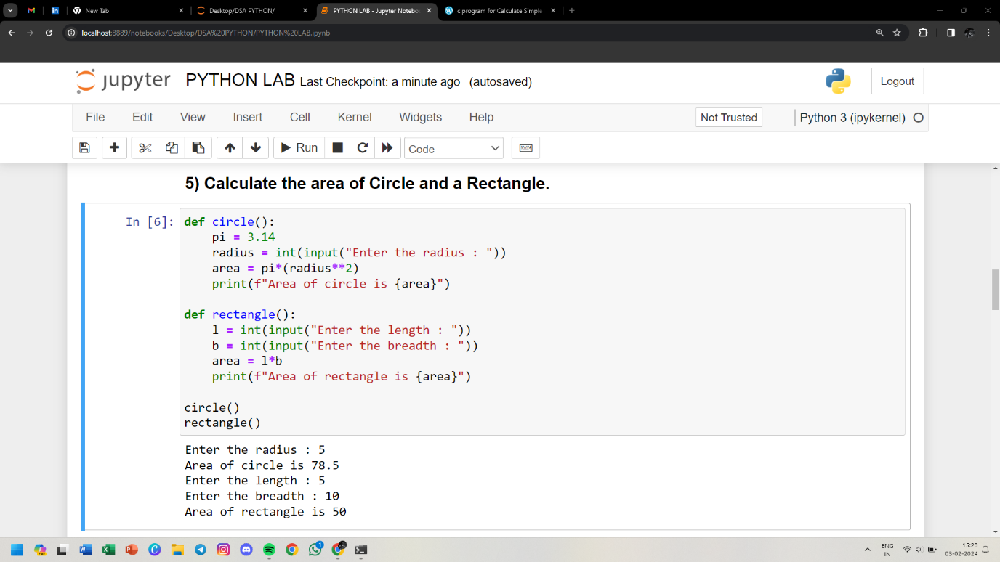 New Tab
Desktop/DSA PYTHON/
PYTHON LAB - Jupyter Notebo
c program for Calculate Simple
localhost:8889/notebooks/Desktop/DSA%20PYTHON/PYTHON%20LAB.ipynb
jupyter PYTHON LAB Last Checkpoint: a minute ago (autosaved)
Logout
File Edit View Insert Cell Kernel Widgets Help
Not Trusted
Python 3 (ipykernel)
Run
Code
5) Calculate the area of Circle and a Rectangle.
In [6]:
def circle():
    pi = 3.14
    radius = int(input("Enter the radius : "))
    area = pi*(radius**2)
    print(f"Area of circle is {area}")
def rectangle():
    l = int(input("Enter the length : "))
    b = int(input("Enter the breadth : "))
    area = l*b
    print(f"Area of rectangle is {area}")
circle()
rectangle()
Enter the radius : 5
Area of circle is 78.5
Enter the length : 5
Enter the breadth : 10
Area of rectangle is 50
ENG
IN
15:20
03-02-2024